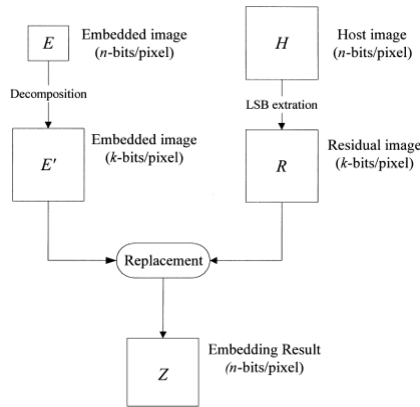 E
Embedded image
(n-bits/pixel)
H
Host image
(n-bits/pixel)
Decomposition
LSB extration
E'
Embedded image
(k-bits/pixel)
R
Residual image
(k-bits/pixel)
Replacement
Z
Embedding Result
(n-bits/pixel)